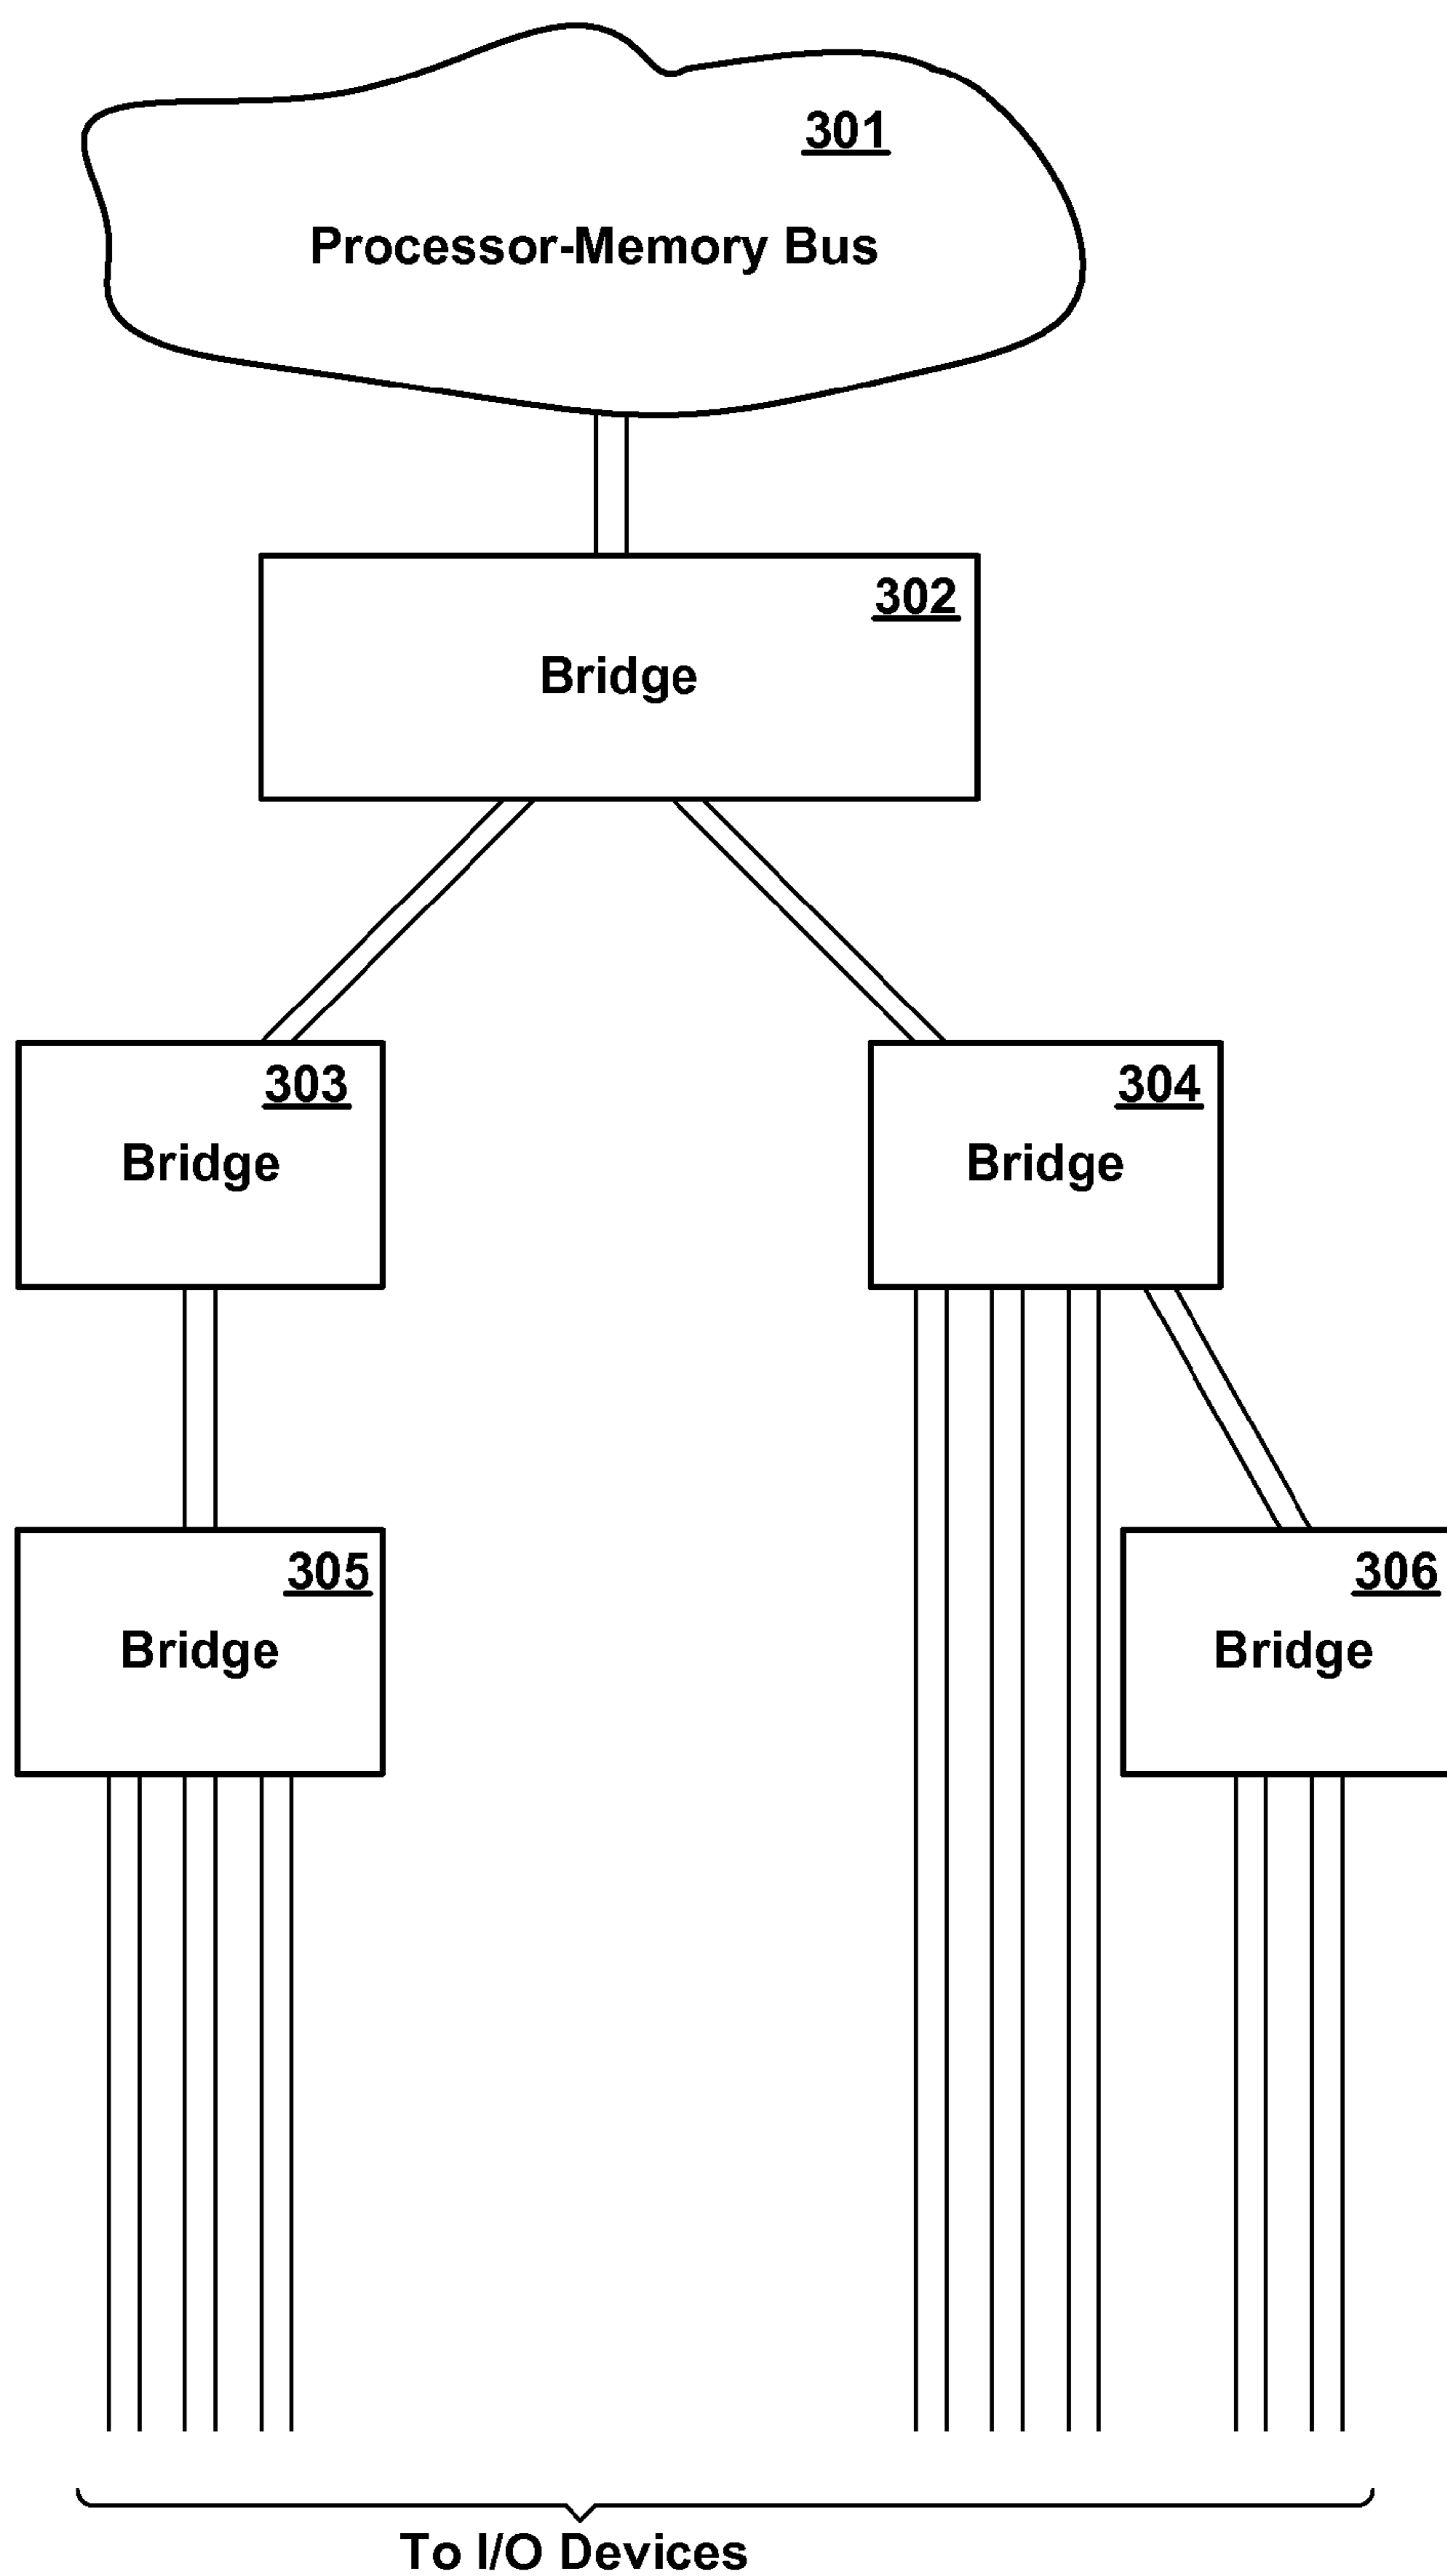 301
Processor-Memory Bus
302
Bridge
303
Bridge
304
Bridge
305
Bridge
306
Bridge
To I/O Devices